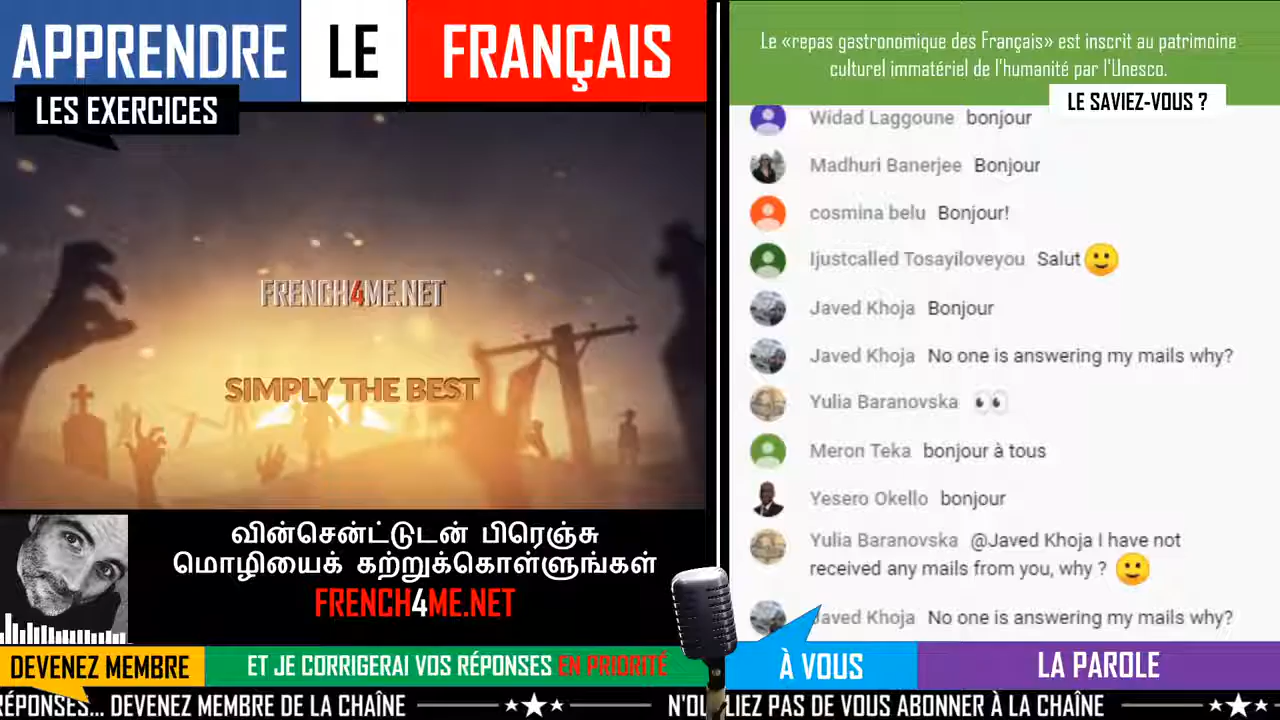 APPRENDRE LE FRANÇAIS
LES EXERCICES
FRENCH4ME.NET
SIMPLY THE BEST
வின்சென்ட்டுடன் பிரெஞ்சு
மொழியைக் கற்றுக்கொள்ளுங்கள்
FRENCH4ME.NET
DEVENEZ MEMBRE
ET JE CORRIGERAI VOS RÉPONSES EN PRIORITÉ
Le «repas gastronomique des Français» est inscrit au patrimoine
culturel immatériel de l'humanité par l'Unesco.
LE SAVIEZ-VOUS ?
Widad Laggoune bonjour
Madhuri Banerjee Bonjour
cosmina belu Bonjour!
Ijustcalled Tosayiloveyou Salut 🙂
Javed Khoja Bonjour
Javed Khoja No one is answering my mails why?
Yulia Baranovska 👀
Meron Teka bonjour à tous
Yesero Okello bonjour
Yulia Baranovska @Javed Khoja I have not
received any mails from you, why ? 🙂
Javed Khoja No one is answering my mails why?
À VOUS
LA PAROLE
RÉPONSES... DEVENEZ MEMBRE DE LA CHAÎNE
LIEZ PAS DE VOUS ABONNER À LA CHAÎNE